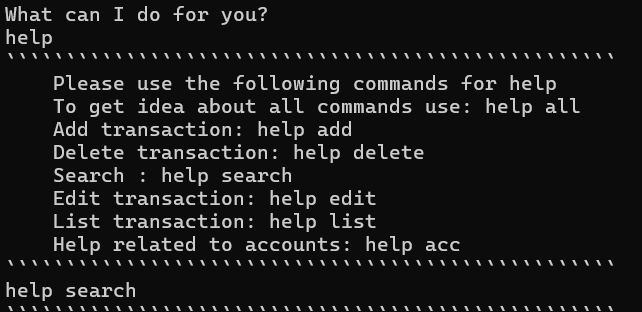 What can I do for you?
help
``````````````````````````````````````````````````
    Please use the following commands for help
    To get idea about all commands use: help all
    Add transaction: help add
    Delete transaction: help delete
    Search : help search
    Edit transaction: help edit
    List transaction: help list
    Help related to accounts: help acc
``````````````````````````````````````````````````
help search
``````````````````````````````````````````````````